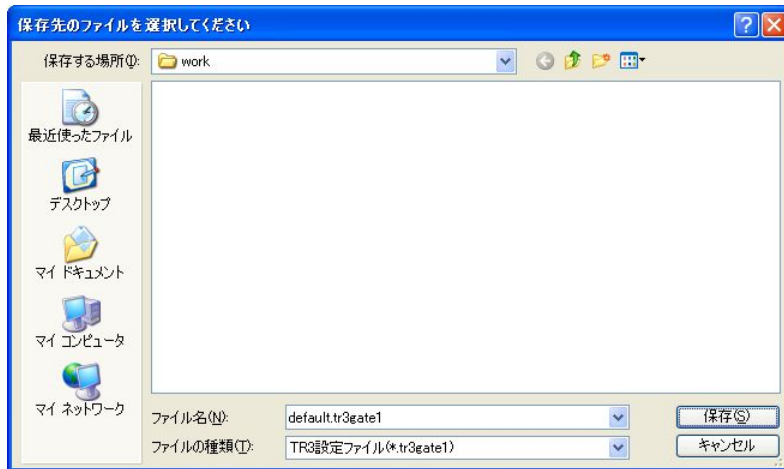 保存先のファイルを選択してください
保存する場所(I): work
最近使ったファイル
デスクトップ
マイ ドキュメント
マイ コンピュータ
マイ ネットワーク
ファイル名(N): default.tr3gate1 保存(S)
ファイルの種類(T): TR3設定ファイル(*.tr3gate1) キャンセル